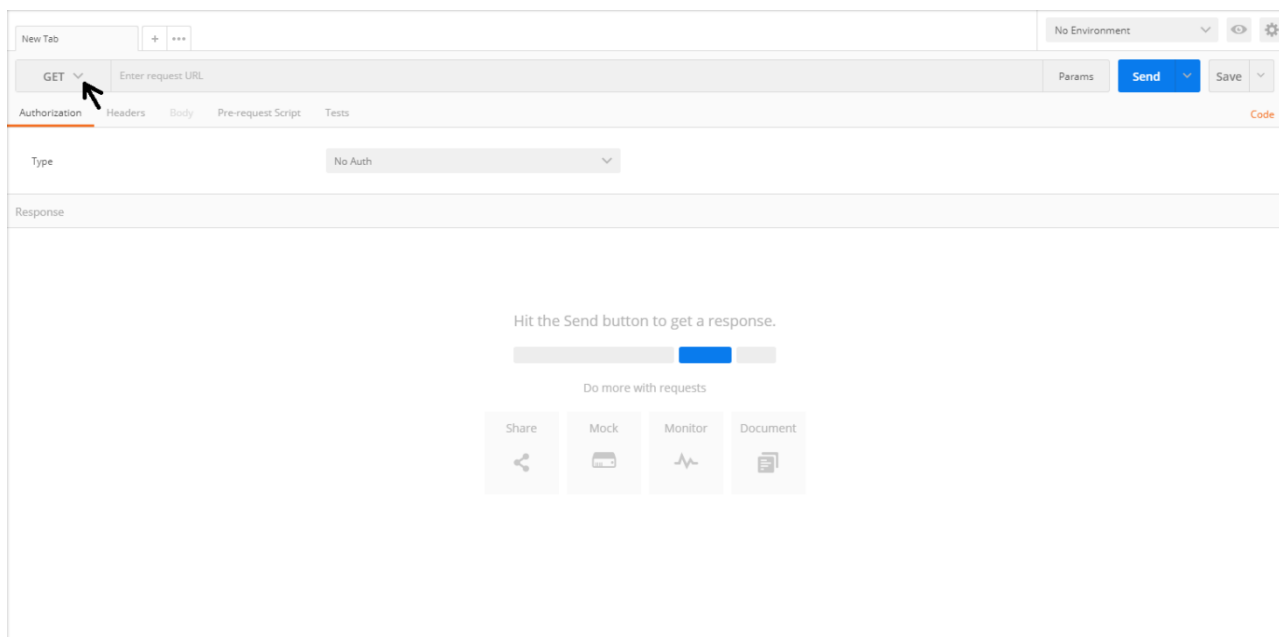 New Tab + ••• No Environment
GET Enter request URL Params Send Save
Authorization Headers Body Pre-request Script Tests Code
Type No Auth
Response
Hit the Send button to get a response.
Do more with requests
Share Mock Monitor Document